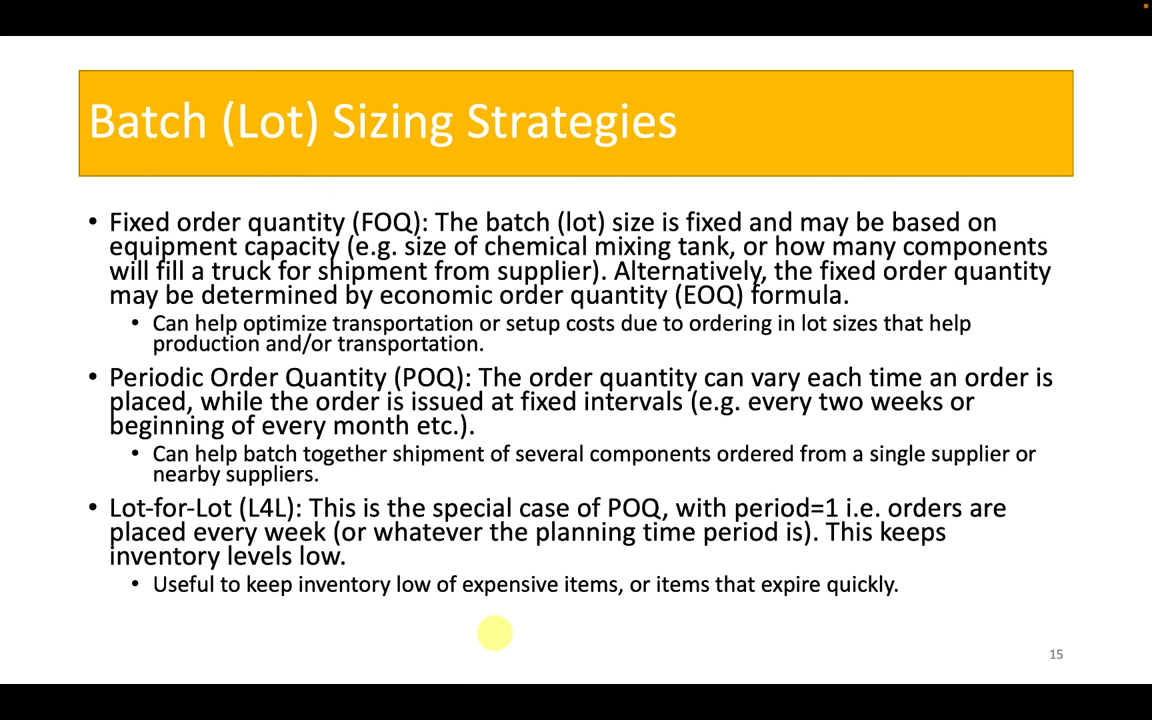 Batch (Lot) Sizing Strategies
• Fixed order quantity (FOQ): The batch (lot) size is fixed and may be based on
equipment capacity (e.g. size of chemical mixing tank, or how many components
will fill a truck for shipment from supplier). Alternatively, the fixed order quantity
may be determined by economic order quantity (EOQ) formula.
• Can help optimize transportation or setup costs due to ordering in lot sizes that help
production and/or transportation.
• Periodic Order Quantity (POQ): The order quantity can vary each time an order is
placed, while the order is issued at fixed intervals (e.g. every two weeks or
beginning of every month etc.).
• Can help batch together shipment of several components ordered from a single supplier or
nearby suppliers.
• Lot-for-Lot (L4L): This is the special case of POQ, with period=1 i.e. orders are
placed every week (or whatever the planning time period is). This keeps
inventory levels low.
• Useful to keep inventory low of expensive items, or items that expire quickly.
15